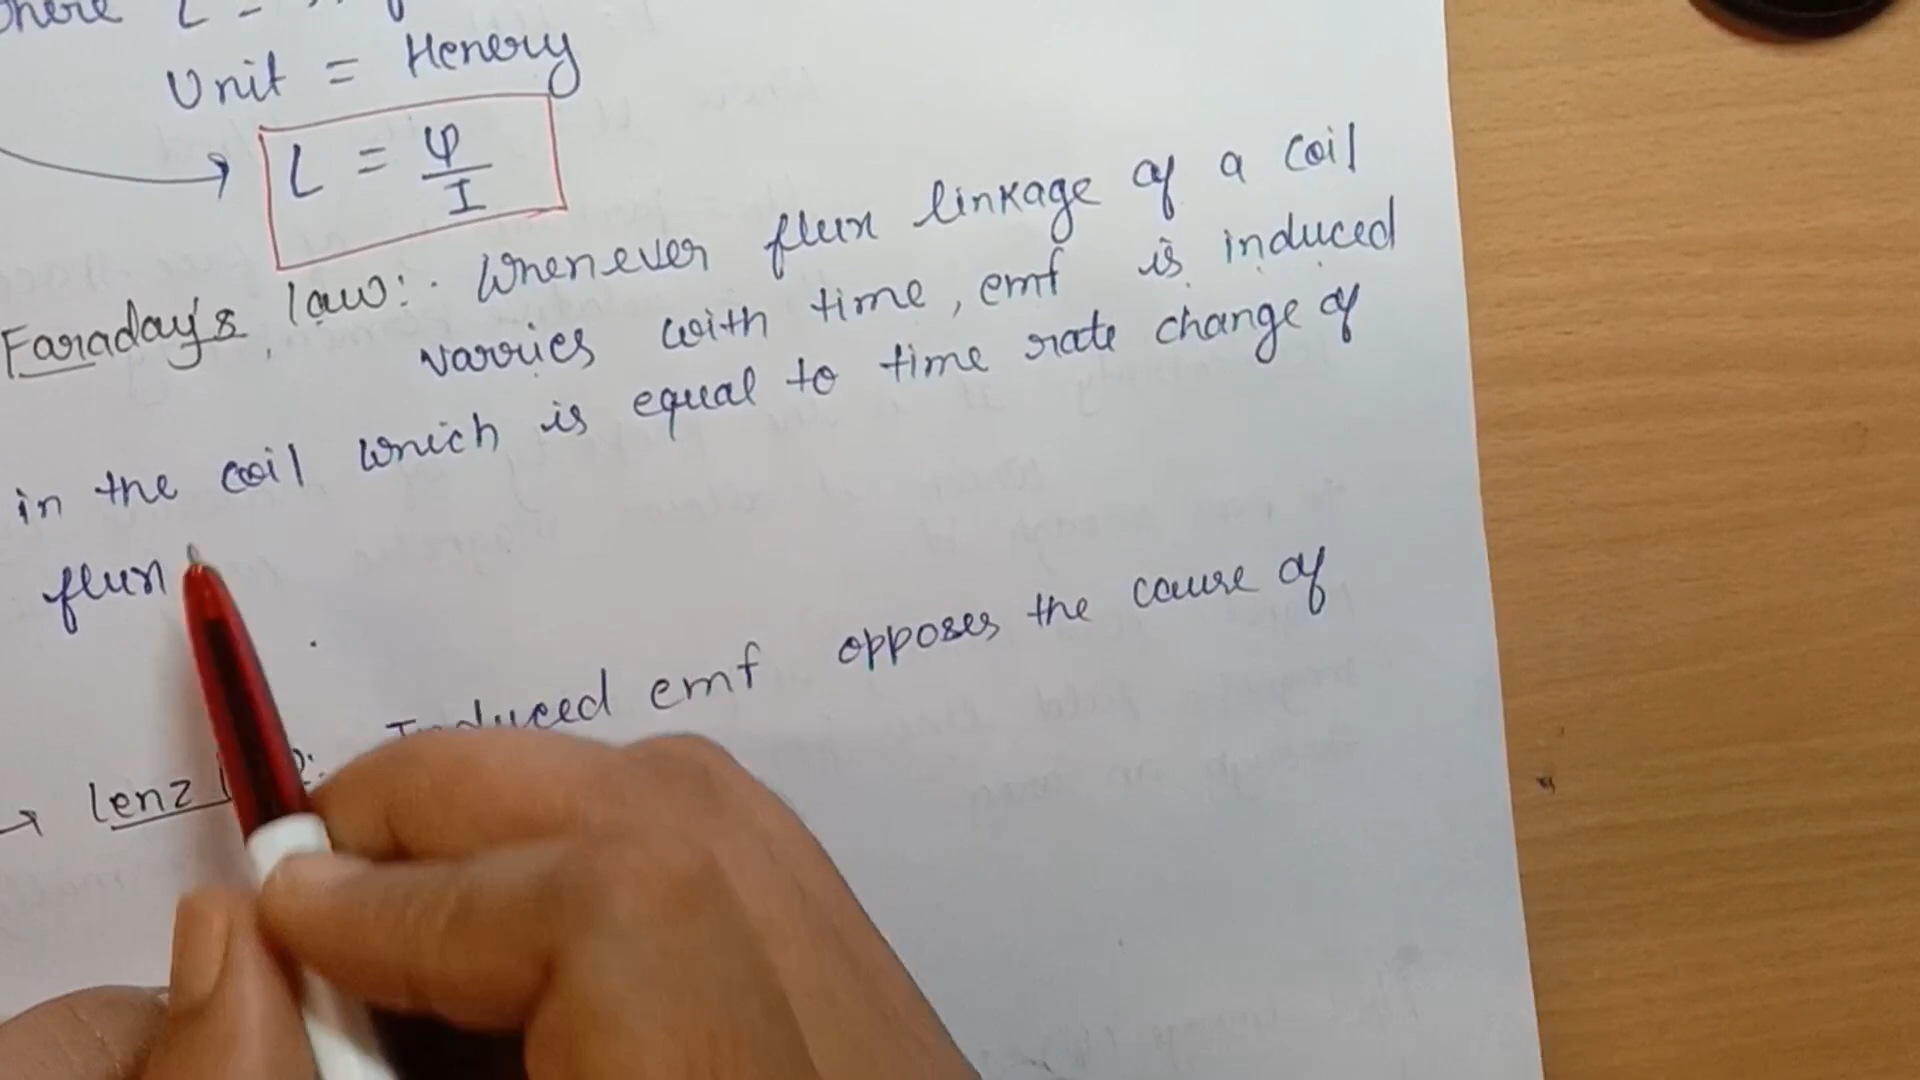 Unit = Henery
L = φ/I
Faraday's law:. Whenever flux linkage of a coil
varries with time, emf is induced
in the coil which is equal to time rate change of
flux
→ Lenz Induced emf opposes the cause of